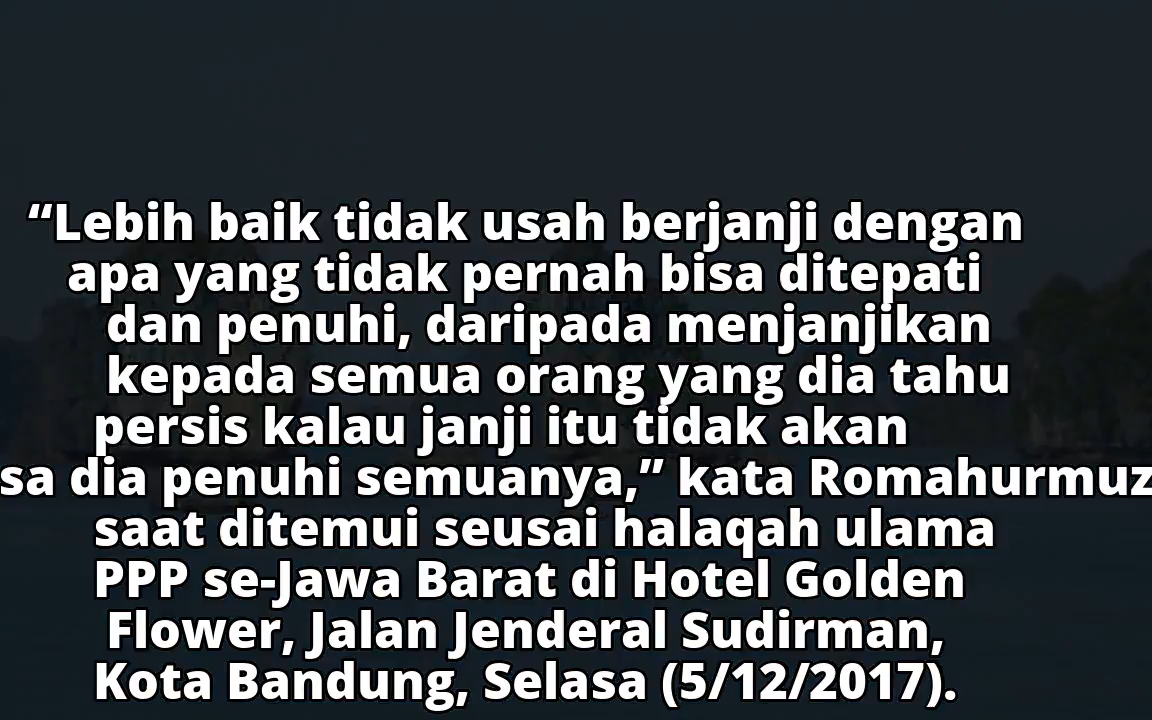 “Lebih baik tidak usah berjanji dengan
apa yang tidak pernah bisa ditepati
dan penuhi, daripada menjanjikan
kepada semua orang yang dia tahu
persis kalau janji itu tidak akan
sa dia penuhi semuanya,” kata Romahurmuz
saat ditemui seusai halaqah ulama
PPP se-Jawa Barat di Hotel Golden
Flower, Jalan Jenderal Sudirman,
Kota Bandung, Selasa (5/12/2017).